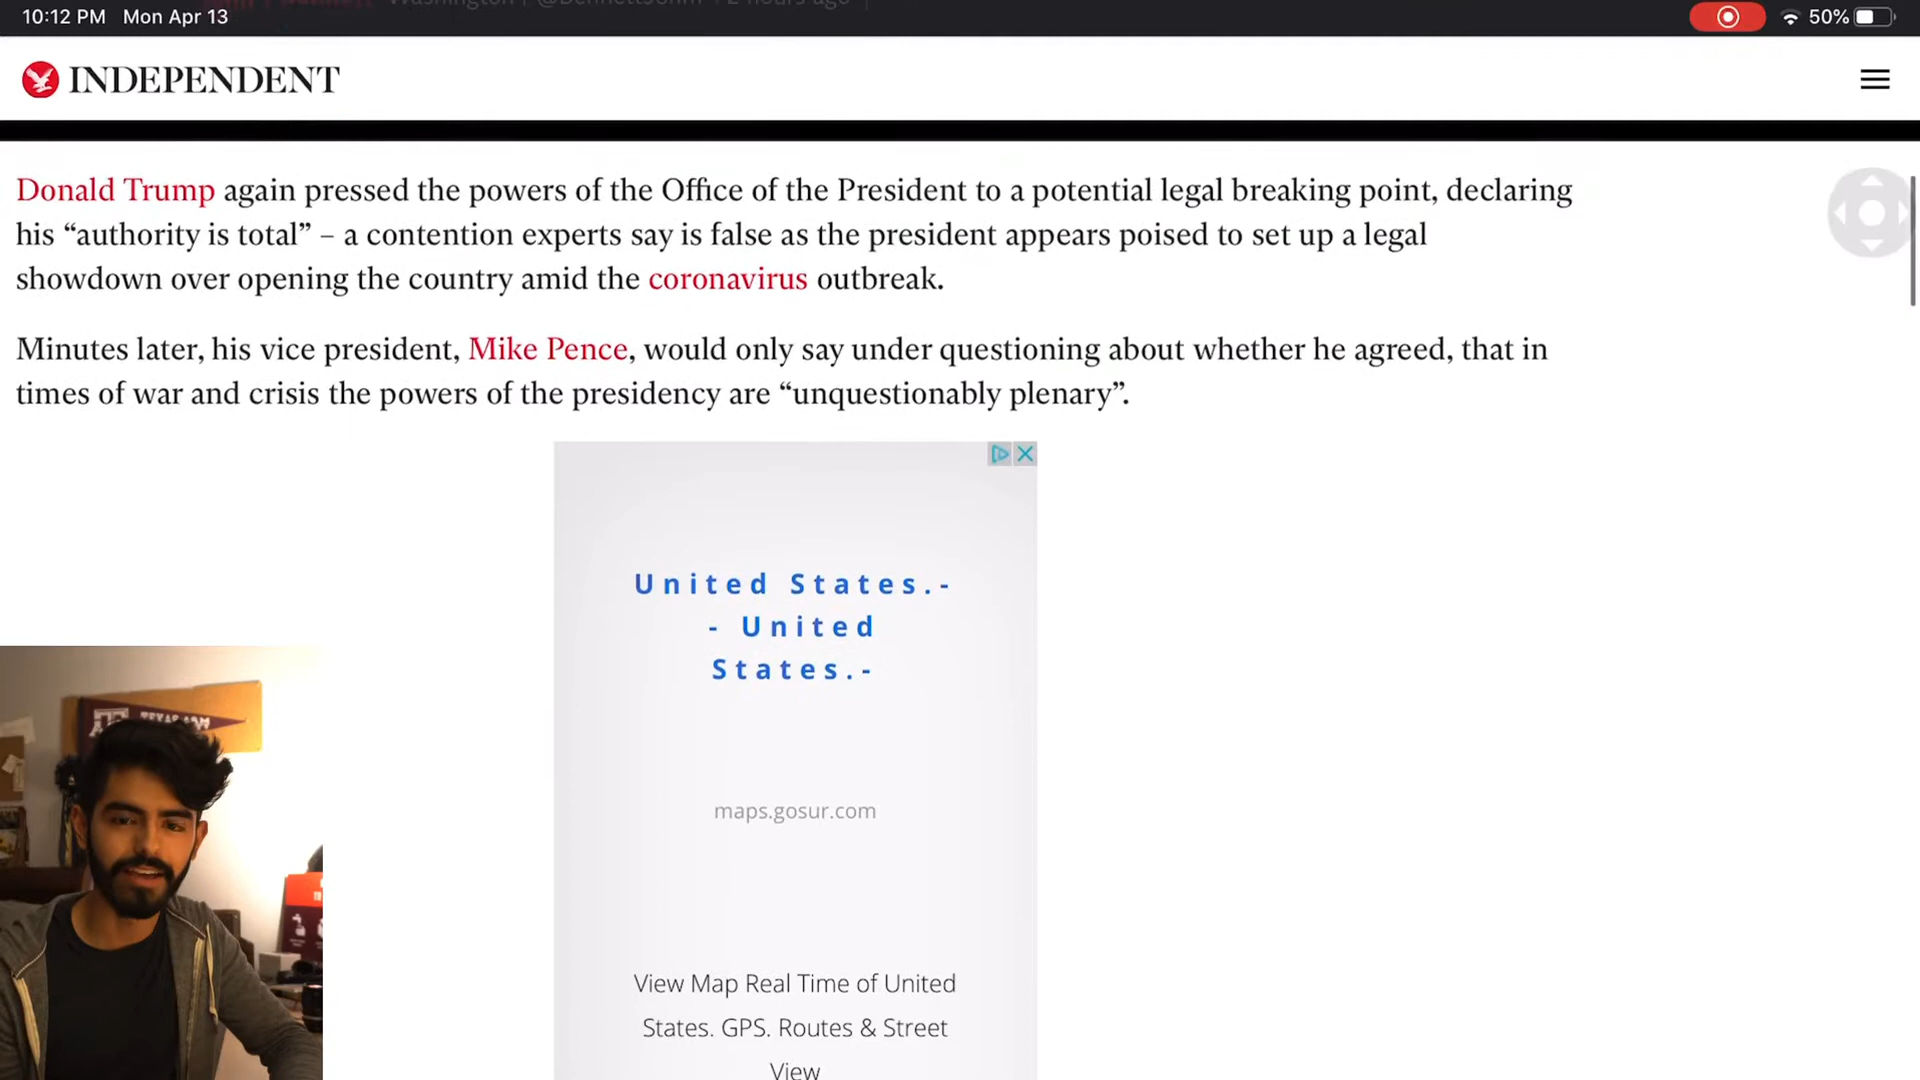 10:12 PM Mon Apr 13
50%
INDEPENDENT
Donald Trump again pressed the powers of the Office of the President to a potential legal breaking point, declaring
his “authority is total” – a contention experts say is false as the president appears poised to set up a legal
showdown over opening the country amid the coronavirus outbreak.
Minutes later, his vice president, Mike Pence, would only say under questioning about whether he agreed, that in
times of war and crisis the powers of the presidency are “unquestionably plenary”.
United States.-
- United
States.-
maps.gosur.com
View Map Real Time of United
States. GPS. Routes & Street
View
TEXAS A&M